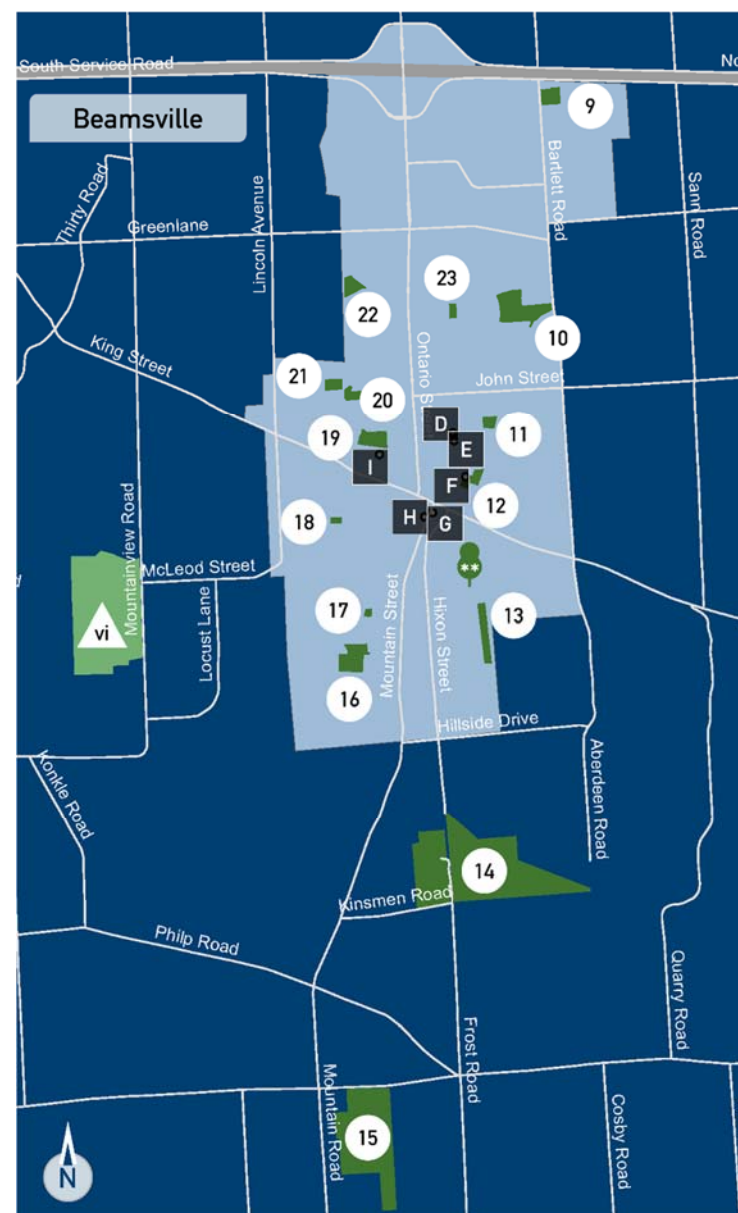 South Service Road
No
Beamsville
9
Thirty Road
Lincoln Avenue
Bartlett Road
Sann Road
Greenlane
23
22
10
King Street
Ontario S
21
John Street
20
D
11
19
E
I
F
12
18
H
G
**
Mountainview Road
McLeod Street
vi
Locust Lane
17
Mountain Street
Hixon Street
13
16
Hillside Drive
Konkle Road
Aberdeen Road
14
Kinsmen Road
Philp Road
Quarry Road
Frost Road
Mountain Road
15
Cosby Road
N